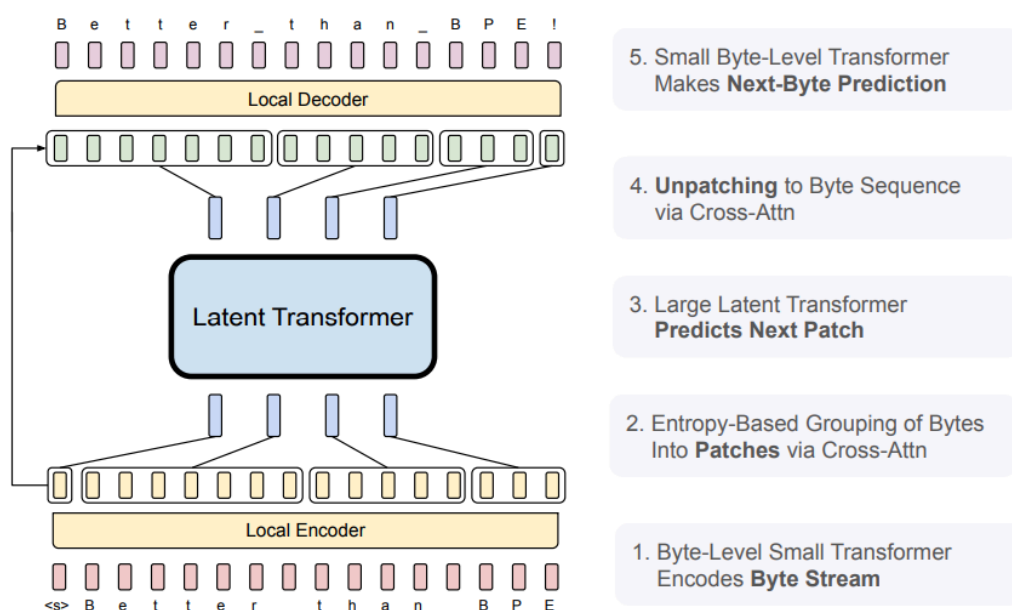 B e t t e r _ t h a n _ B P E !
Local Decoder
Latent Transformer
Local Encoder
<s> B e t t e r t h a n B P E
5. Small Byte-Level Transformer
Makes Next-Byte Prediction
4. Unpatching to Byte Sequence
via Cross-Attn
3. Large Latent Transformer
Predicts Next Patch
2. Entropy-Based Grouping of Bytes
Into Patches via Cross-Attn
1. Byte-Level Small Transformer
Encodes Byte Stream